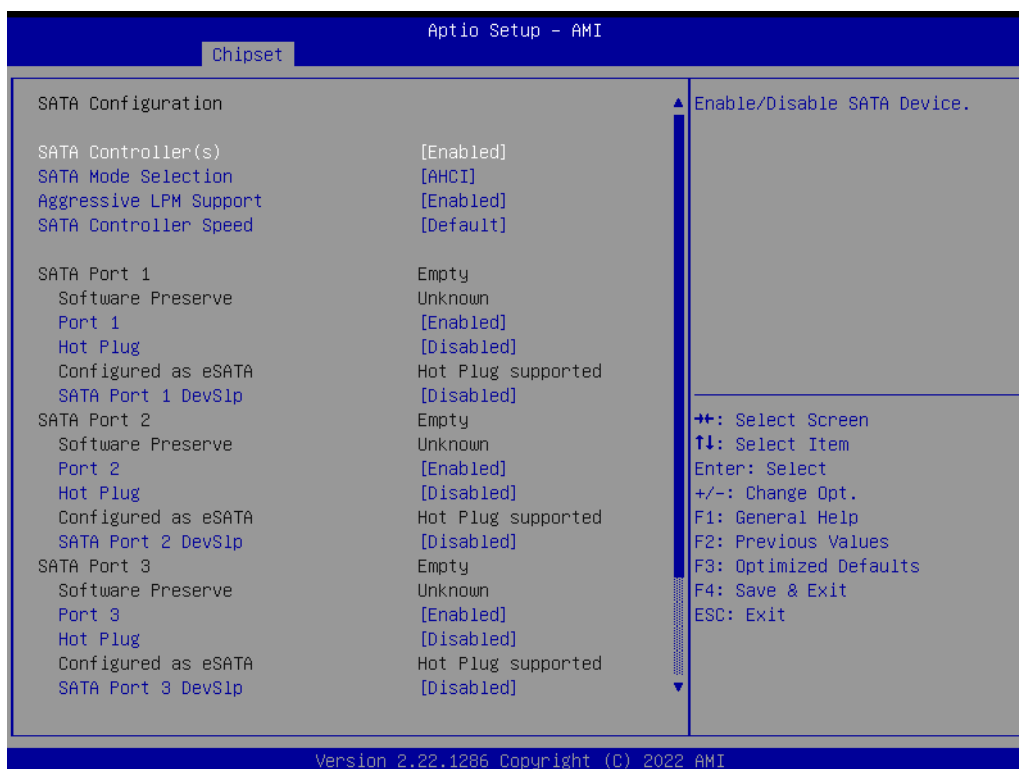 Aptio Setup – AMI
Chipset
SATA Configuration
SATA Controller(s) [Enabled]
SATA Mode Selection [AHCI]
Aggressive LPM Support [Enabled]
SATA Controller Speed [Default]
SATA Port 1 Empty
Software Preserve Unknown
Port 1 [Enabled]
Hot Plug [Disabled]
Configured as eSATA Hot Plug supported
SATA Port 1 DevSlp [Disabled]
SATA Port 2 Empty
Software Preserve Unknown
Port 2 [Enabled]
Hot Plug [Disabled]
Configured as eSATA Hot Plug supported
SATA Port 2 DevSlp [Disabled]
SATA Port 3 Empty
Software Preserve Unknown
Port 3 [Enabled]
Hot Plug [Disabled]
Configured as eSATA Hot Plug supported
SATA Port 3 DevSlp [Disabled]
Enable/Disable SATA Device.
→←: Select Screen
↑↓: Select Item
Enter: Select
+/-: Change Opt.
F1: General Help
F2: Previous Values
F3: Optimized Defaults
F4: Save & Exit
ESC: Exit
Version 2.22.1286 Copyright (C) 2022 AMI